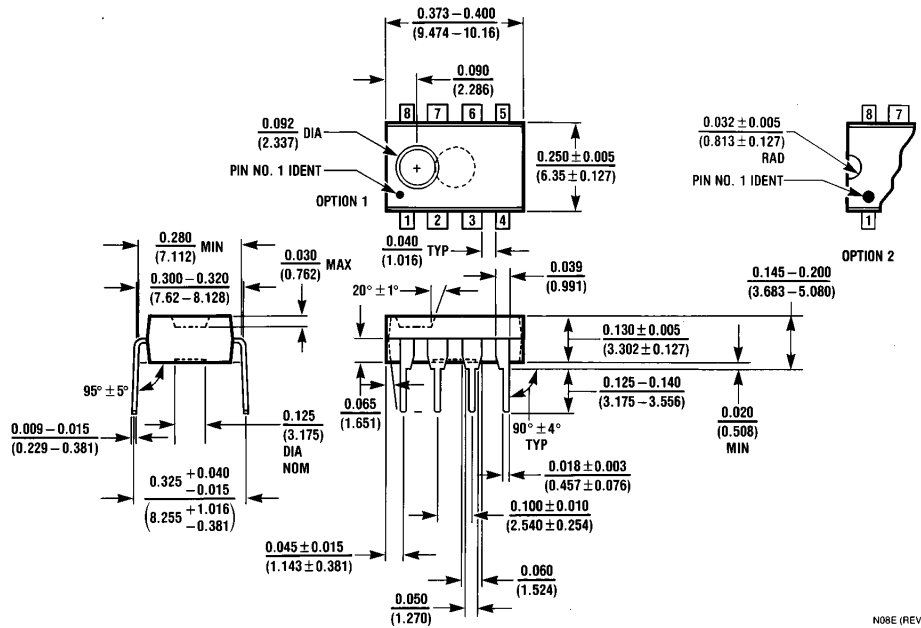 0.373 – 0.400
(9.474 – 10.16)
0.090
(2.286)
8 7 6 5
0.092 DIA
(2.337)
PIN NO. 1 IDENT
OPTION 1
1 2 3 4
0.250 ± 0.005
(6.35 ± 0.127)
0.032 ± 0.005
(0.813 ± 0.127)
RAD
PIN NO. 1 IDENT
8 7
1
OPTION 2
0.280 MIN
(7.112)
0.300 – 0.320
(7.62 – 8.128)
0.030 MAX
(0.762)
0.040 TYP
(1.016)
0.039
(0.991)
20° ± 1°
0.145 – 0.200
(3.683 – 5.080)
0.130 ± 0.005
(3.302 ± 0.127)
0.125 – 0.140
(3.175 – 3.556)
0.020
(0.508)
MIN
95° ± 5°
0.065
(1.651)
90° ± 4°
TYP
0.009 – 0.015
(0.229 – 0.381)
0.125
(3.175)
DIA
NOM
0.018 ± 0.003
(0.457 ± 0.076)
0.325 +0.040
−0.015
(8.255 +1.016
−0.381)
0.100 ± 0.010
(2.540 ± 0.254)
0.045 ± 0.015
(1.143 ± 0.381)
0.060
(1.524)
0.050
(1.270)
N08E (REV